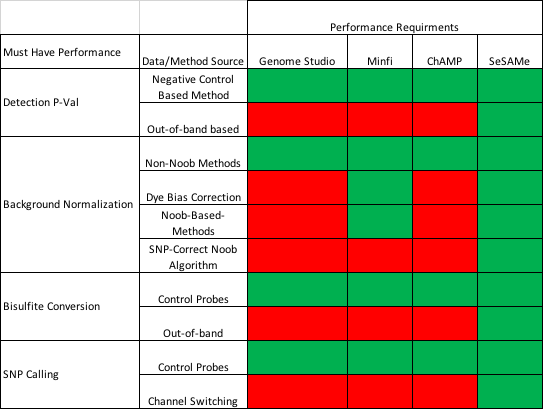 Performance Requirments
Must Have Performance
Data/Method Source
Genome Studio
Minfi
ChAMP
SeSAMe
Detection P-Val
Negative Control
Based Method
Out-of-band based
Background Normalization
Non-Noob Methods
Dye Bias Correction
Noob-Based-
Methods
SNP-Correct Noob
Algorithm
Bisulfite Conversion
Control Probes
Out-of-band
SNP Calling
Control Probes
Channel Switching